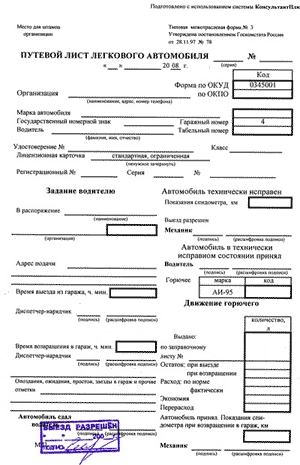 Подготовлено с использованием системы КонсультантПлюс
Место для штампа организации
Типовая межотраслевая форма № 3
Утверждена постановлением Госкомстата России
от 28.11.97 № 78
ПУТЕВОЙ ЛИСТ ЛЕГКОВОГО АВТОМОБИЛЯ №
(серия)
20 08 г.
Код
Форма по ОКУД 0345001
Организация по ОКПО
(наименование, адрес, номер телефона)
Марка автомобиля
Государственный номерной знак Гаражный номер 4
Водитель Табельный номер
(фамилия, имя, отчество)
Удостоверение № Класс
Лицензионная карточка стандартная, ограниченная
(ненужное зачеркнуть)
Регистрационный № Серия №
Задание водителю
В распоряжение
(наименование)
(организации)
Адрес подачи
Время выезда из гаража, ч. мин.
Диспетчер-нарядчик
(подпись) (расшифровка подписи)
Время возвращения в гараж, ч. мин.
Диспетчер-нарядчик
(подпись) (расшифровка подписи)
Опоздания, ожидания, простои, заезды в гараж и прочие
отметки
Автомобиль сдал
ВЫЕЗД РАЗРЕШЕН
Автомобиль технически исправен
Показания спидометра, км
Выезд разрешен
Механик
(подпись) (расшифровка подписи)
Автомобиль в технически
исправном состоянии принял
Водитель
(подпись) (расшифровка подписи)
Горючее марка код
АИ-95
Движение горючего
количество, л
Выдано:
по заправочному
листу №
Остаток: при выезде
при возвращении
Расход: по норме
фактически
Экономия
Перерасход
Автомобиль принял. Показания спи-
дометра при возвращении в гараж, км
Механик
(подпись) (расшифровка подписи)